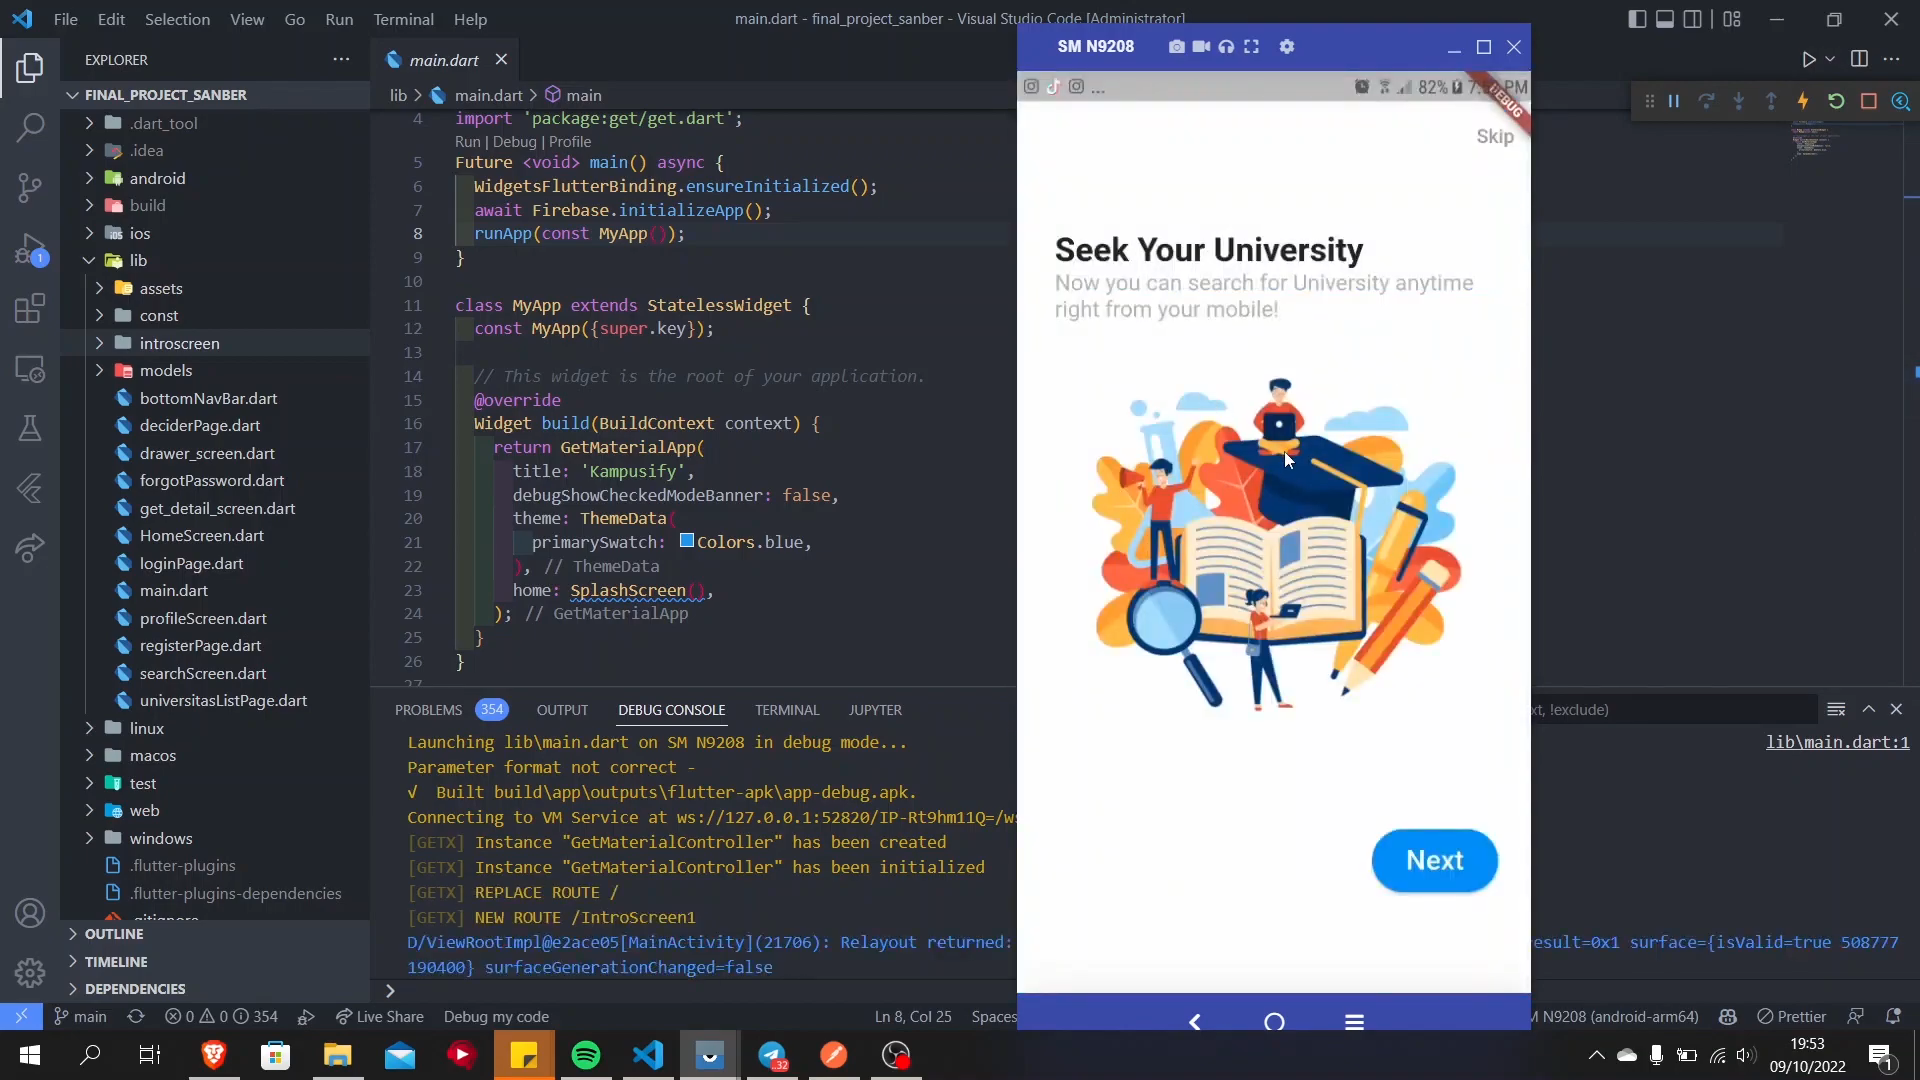 File Edit Selection View Go Run Terminal Help
main.dart - final_project_sanber - Visual Studio Code [Administrator]
EXPLORER
FINAL_PROJECT_SANBER
.dart_tool
.idea
android
build
ios
lib
assets
const
introscreen
models
bottomNavBar.dart
deciderPage.dart
drawer_screen.dart
forgotPassword.dart
get_detail_screen.dart
HomeScreen.dart
loginPage.dart
main.dart
profileScreen.dart
registerPage.dart
searchScreen.dart
universitasListPage.dart
linux
macos
test
web
windows
.flutter-plugins
.flutter-plugins-dependencies
.gitignore
OUTLINE
TIMELINE
DEPENDENCIES
1
main.dart
lib > main.dart > main
4 import 'package:get/get.dart';
Run | Debug | Profile
5 Future <void> main() async {
6 WidgetsFlutterBinding.ensureInitialized();
7 await Firebase.initializeApp();
8 runApp(const MyApp());
9 }
10
11 class MyApp extends StatelessWidget {
12 const MyApp({super.key});
13
14 // This widget is the root of your application.
15 @override
16 Widget build(BuildContext context) {
17 return GetMaterialApp(
18 title: 'Kampusify',
19 debugShowCheckedModeBanner: false,
20 theme: ThemeData(
21 primarySwatch: Colors.blue,
22 ), // ThemeData
23 home: SplashScreen(),
24 ); // GetMaterialApp
25 }
26 }
27
PROBLEMS 354 OUTPUT DEBUG CONSOLE TERMINAL JUPYTER
xt, !exclude)
Launching lib\main.dart on SM N9208 in debug mode...
lib\main.dart:1
Parameter format not correct -
√ Built build\app\outputs\flutter-apk\app-debug.apk.
Connecting to VM Service at ws://127.0.0.1:52820/IP-Rt9hm11Q=/ws
[GETX] Instance "GetMaterialController" has been created
[GETX] Instance "GetMaterialController" has been initialized
[GETX] REPLACE ROUTE /
[GETX] NEW ROUTE /IntroScreen1
D/ViewRootImpl@e2ace05[MainActivity](21706): Relayout returned:
esult=0x1 surface={isValid=true 508777
190400} surfaceGenerationChanged=false
SM N9208
82% 7: PM
DEBUG
Skip
Seek Your University
Now you can search for University anytime
right from your mobile!
Next
main 0 0 354 Live Share Debug my code
Ln 8, Col 25 Spaces
M N9208 (android-arm64) Prettier
32
19:53
09/10/2022
1